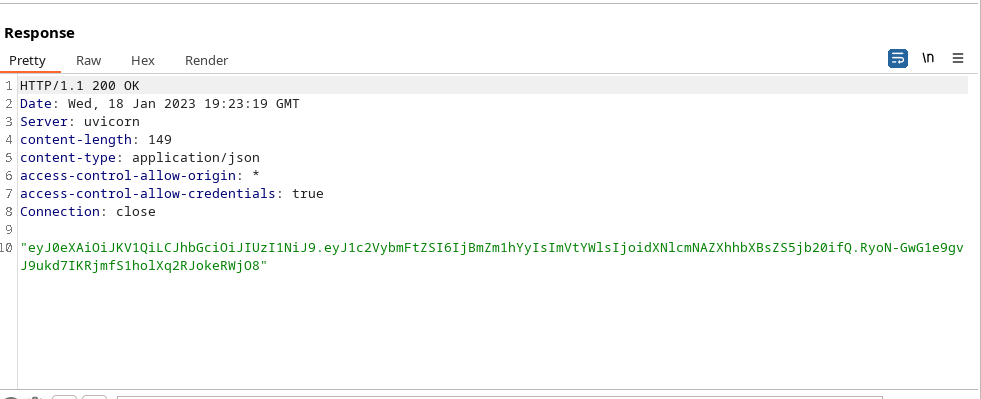 Response
Pretty Raw Hex Render \n
1 HTTP/1.1 200 OK
2 Date: Wed, 18 Jan 2023 19:23:19 GMT
3 Server: uvicorn
4 content-length: 149
5 content-type: application/json
6 access-control-allow-origin: *
7 access-control-allow-credentials: true
8 Connection: close
9
10 "eyJ0eXAiOiJKV1QiLCJhbGciOiJIUzI1NiJ9.eyJ1c2VybmFtZSI6IjBmZm1hYyIsImVtYWlsIjoidXNlcmNAZXhhbXBsZS5jb20ifQ.RyoN-GwG1e9gv
J9ukd7IKRjmfS1holXq2RJokeRWjO8"